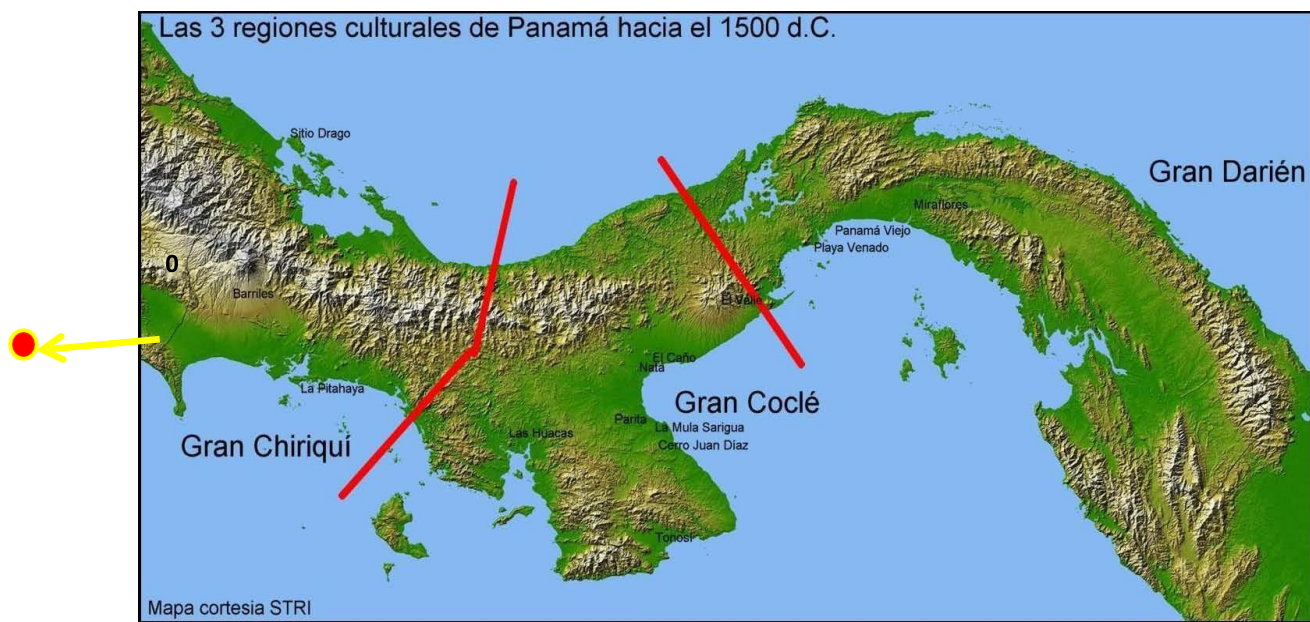 Las 3 regiones culturales de Panamá hacia el 1500 d.C.
Sitio Drago
Gran Darién
Miraflores
Panamá Viejo
Playa Venado
0
Barriles
El Valle
El Caño
Natá
La Pitahaya
Gran Coclé
Parita
La Mula Sarigua
Las Huacas
Cerro Juan Díaz
Gran Chiriquí
Tonosí
Mapa cortesia STRI